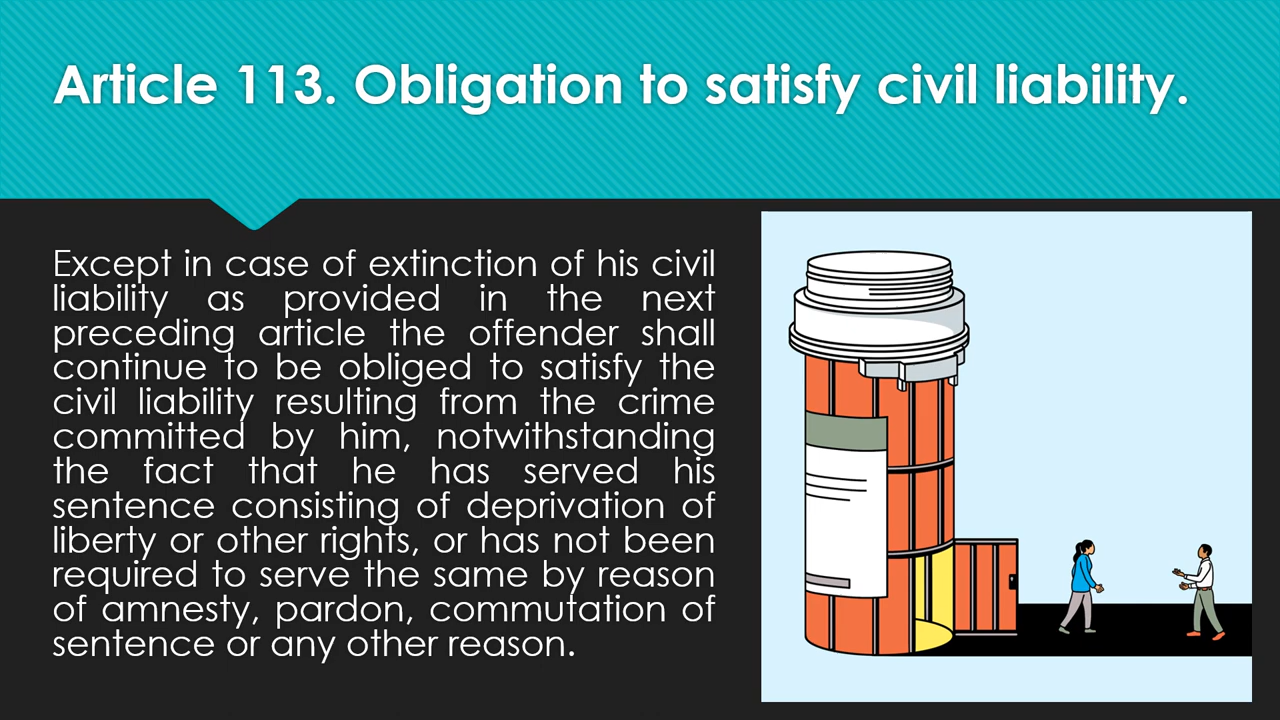 Article 113. Obligation to satisfy civil liability.
Except in case of extinction of his civil
liability as provided in the next
preceding article the offender shall
continue to be obliged to satisfy the
civil liability resulting from the crime
committed by him, notwithstanding
the fact that he has served his
sentence consisting of deprivation of
liberty or other rights, or has not been
required to serve the same by reason
of amnesty, pardon, commutation of
sentence or any other reason.